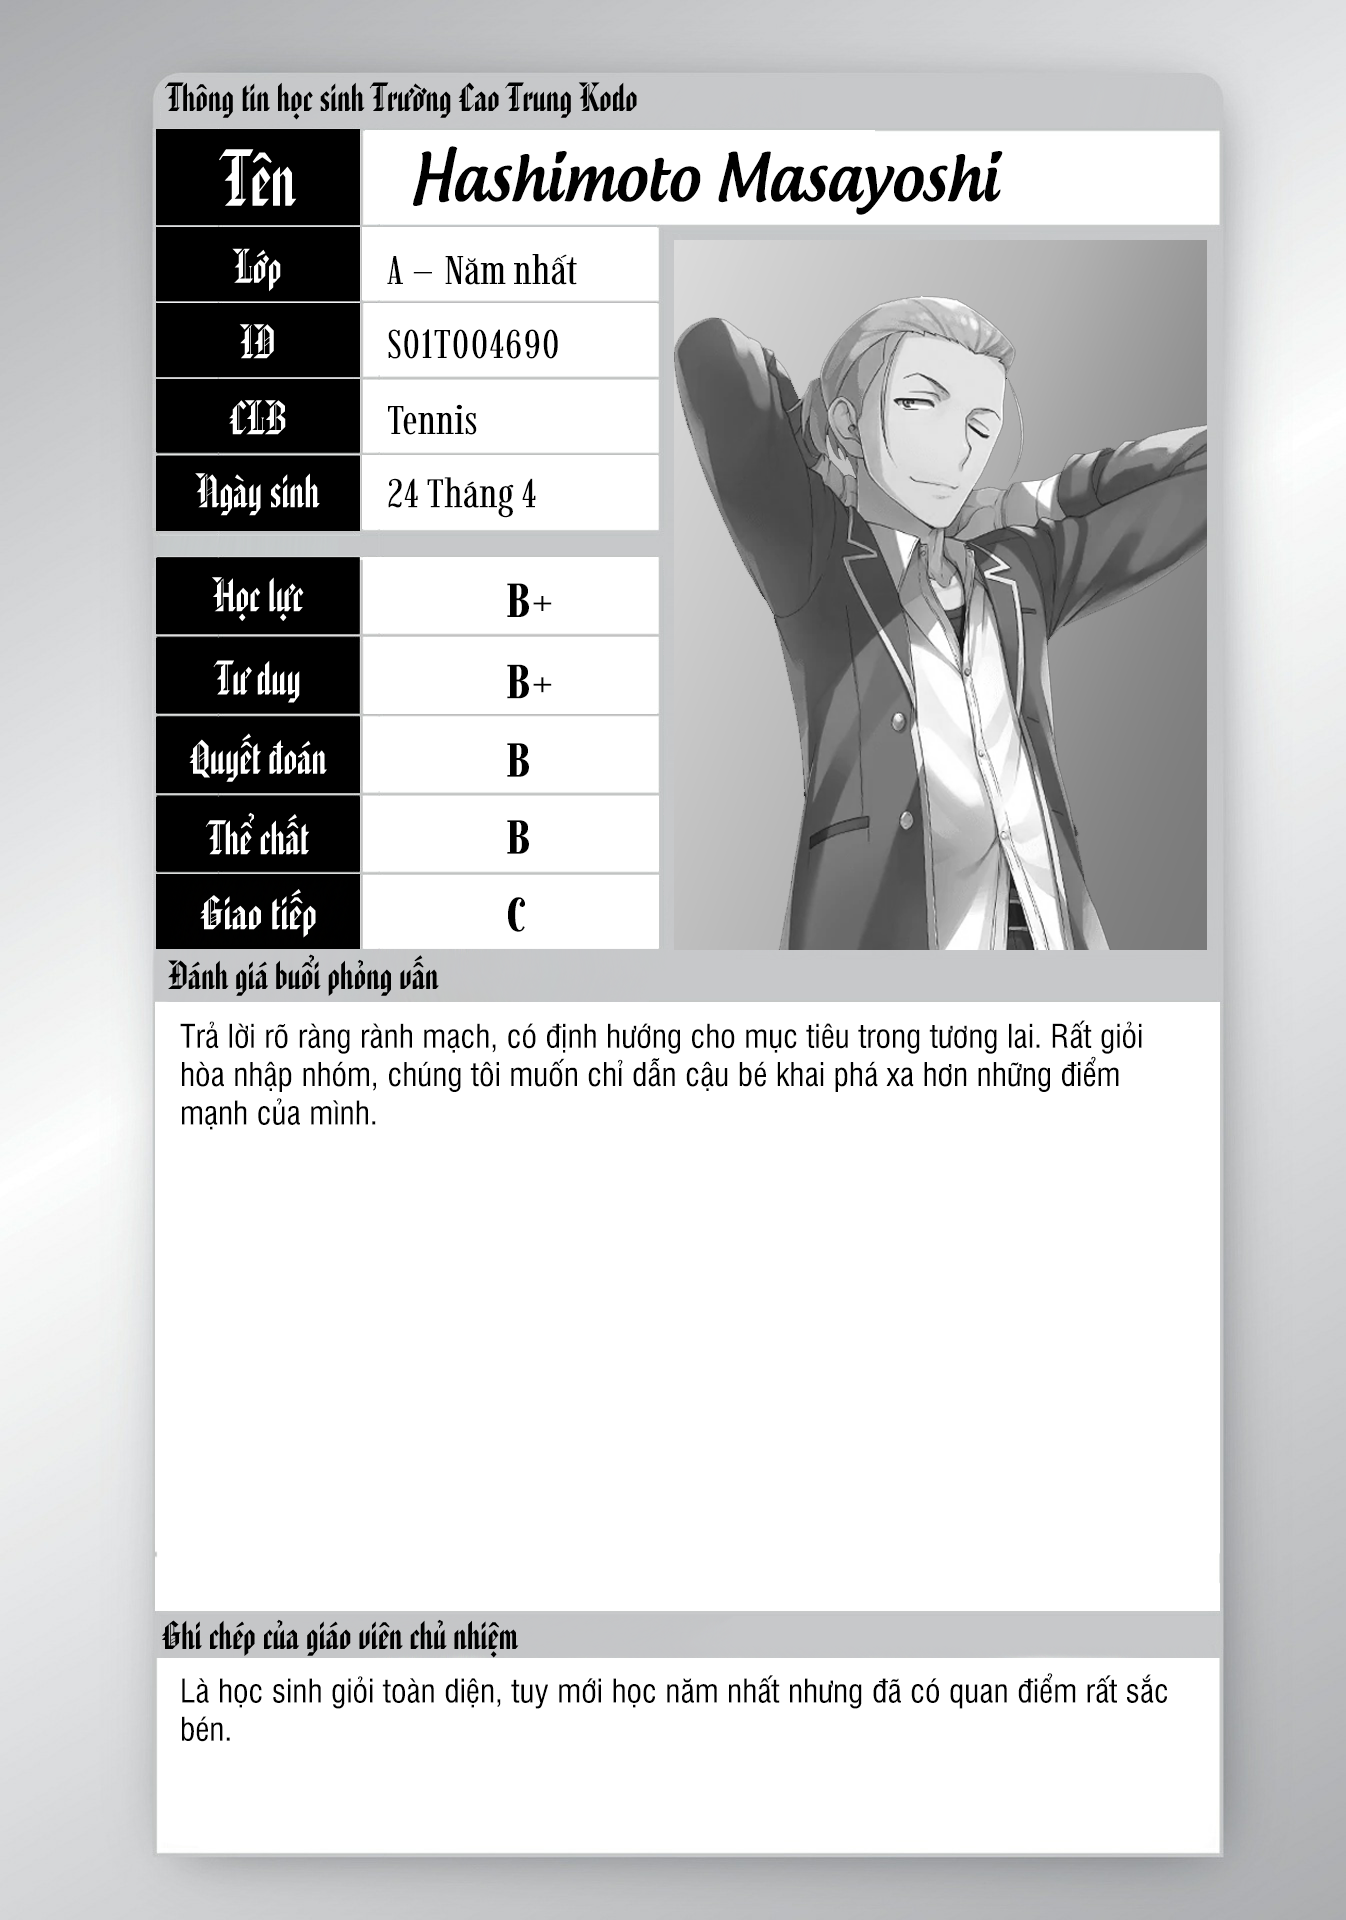 Thông tin học sinh Trường Cao Trung Kodo
Tên Hashimoto Masayoshi
Lớp A – Năm nhất
ID S01T004690
CLB Tennis
Ngày sinh 24 Tháng 4
Học lực B+
Tư duy B+
Quyết đoán B
Thể chất B
Giao tiếp C
Đánh giá buổi phỏng vấn
Trả lời rõ ràng rành mạch, có định hướng cho mục tiêu trong tương lai. Rất giỏi
hòa nhập nhóm, chúng tôi muốn chỉ dẫn cậu bé khai phá xa hơn những điểm
mạnh của mình.
Ghi chép của giáo viên chủ nhiệm
Là học sinh giỏi toàn diện, tuy mới học năm nhất nhưng đã có quan điểm rất sắc
bén.